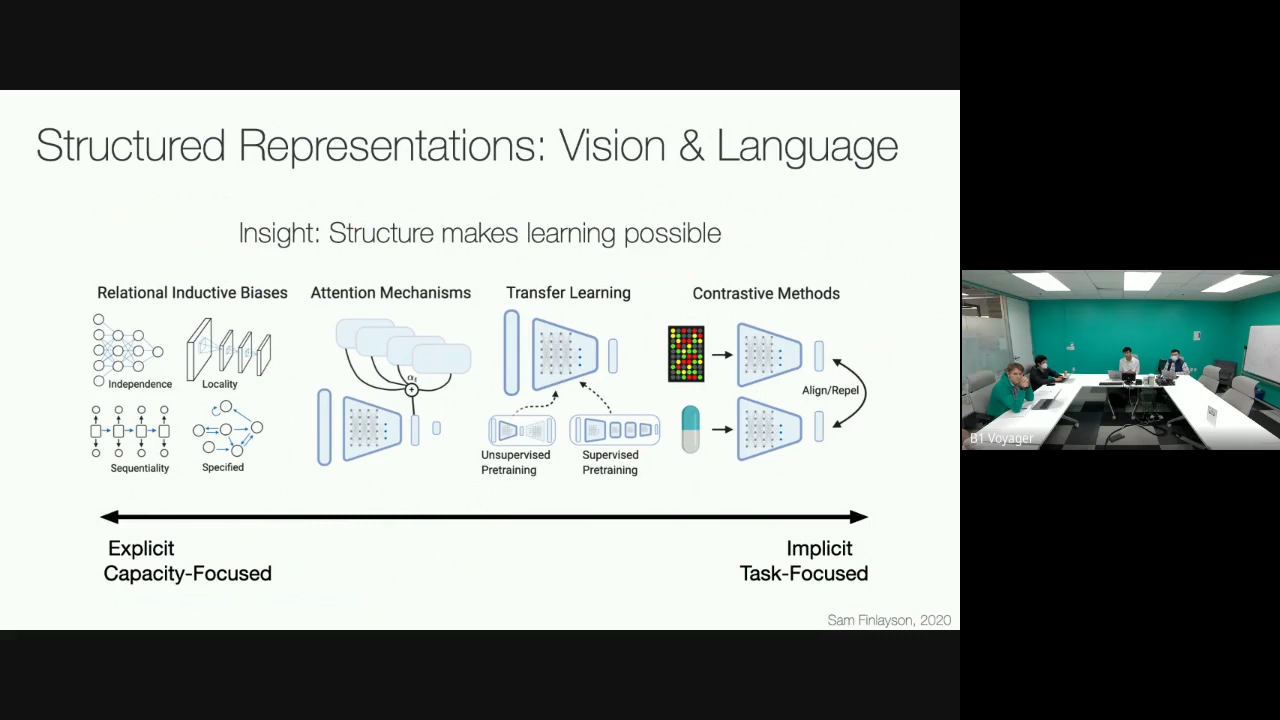 Structured Representations: Vision & Language
Insight: Structure makes learning possible
Relational Inductive Biases
Attention Mechanisms
Transfer Learning
Contrastive Methods
Independence
Locality
Sequentiality
Specified
α₁
Unsupervised
Pretraining
Supervised
Pretraining
Align/Repel
Explicit
Capacity-Focused
Implicit
Task-Focused
Sam Finlayson, 2020
B1 Voyager